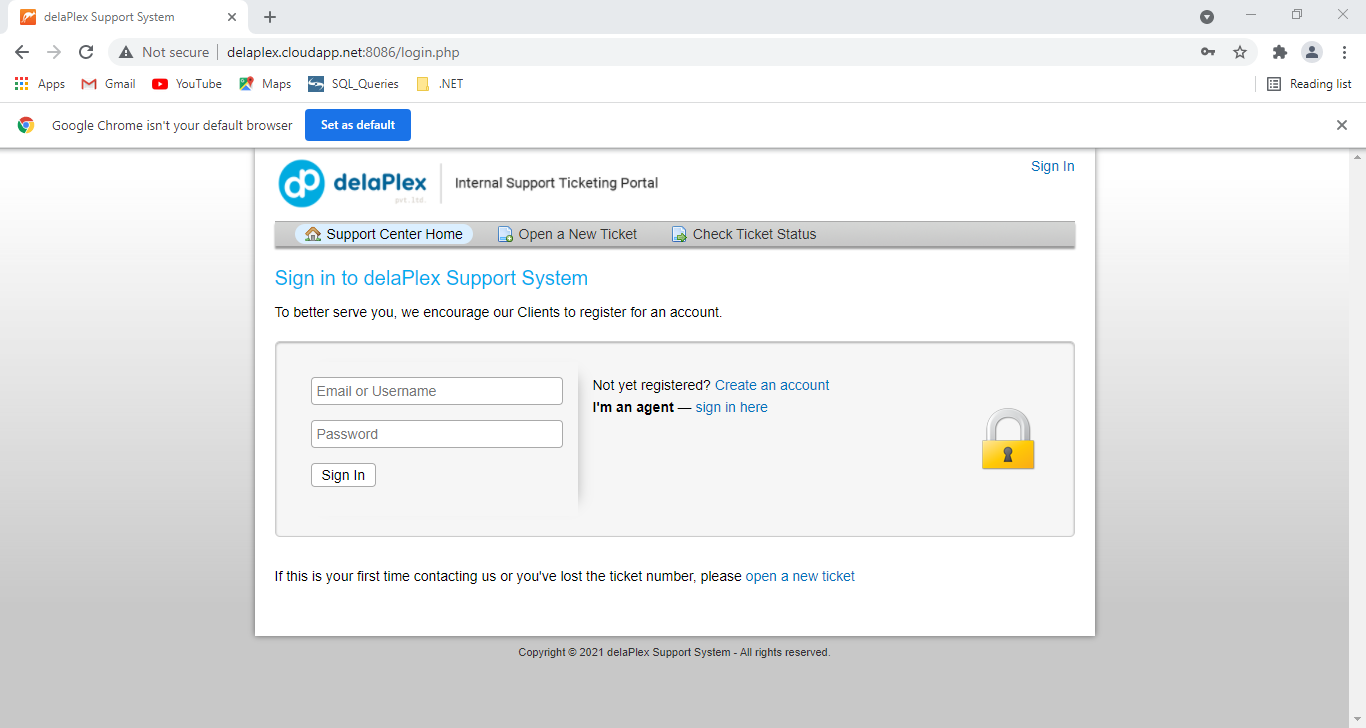 delaPlex Support System
Not secure delaplex.cloudapp.net:8086/login.php
Apps Gmail YouTube Maps SQL_Queries .NET Reading list
Google Chrome isn't your default browser Set as default
Sign In
dp delaPlex Internal Support Ticketing Portal
pvt.ltd.
Support Center Home Open a New Ticket Check Ticket Status
Sign in to delaPlex Support System
To better serve you, we encourage our Clients to register for an account.
Email or Username
Password
Sign In
Not yet registered? Create an account
I'm an agent — sign in here
If this is your first time contacting us or you've lost the ticket number, please open a new ticket
Copyright © 2021 delaPlex Support System - All rights reserved.